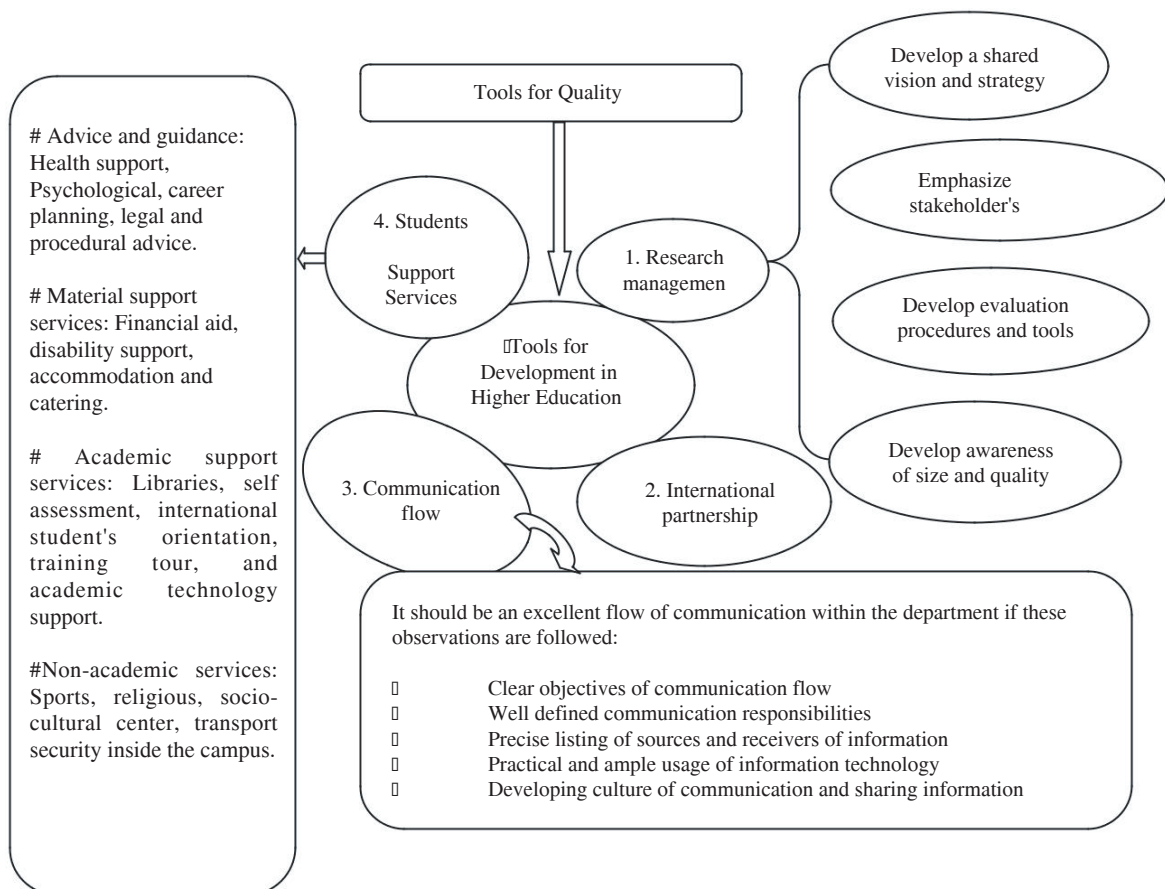 Tools for Quality
Develop a shared
vision and strategy
Emphasize
stakeholder's
Develop evaluation
procedures and tools
Develop awareness
of size and quality
1. Research
managemen
2. International
partnership
3. Communication
flow
4. Students
Support
Services
Tools for
Development in
Higher Education
# Advice and guidance:
Health support,
Psychological, career
planning, legal and
procedural advice.
# Material support
services: Financial aid,
disability support,
accommodation and
catering.
# Academic support
services: Libraries, self
assessment, international
student's orientation,
training tour, and
academic technology
support.
#Non-academic services:
Sports, religious, socio-
cultural center, transport
security inside the campus.
It should be an excellent flow of communication within the department if these
observations are followed:
Clear objectives of communication flow
Well defined communication responsibilities
Precise listing of sources and receivers of information
Practical and ample usage of information technology
Developing culture of communication and sharing information